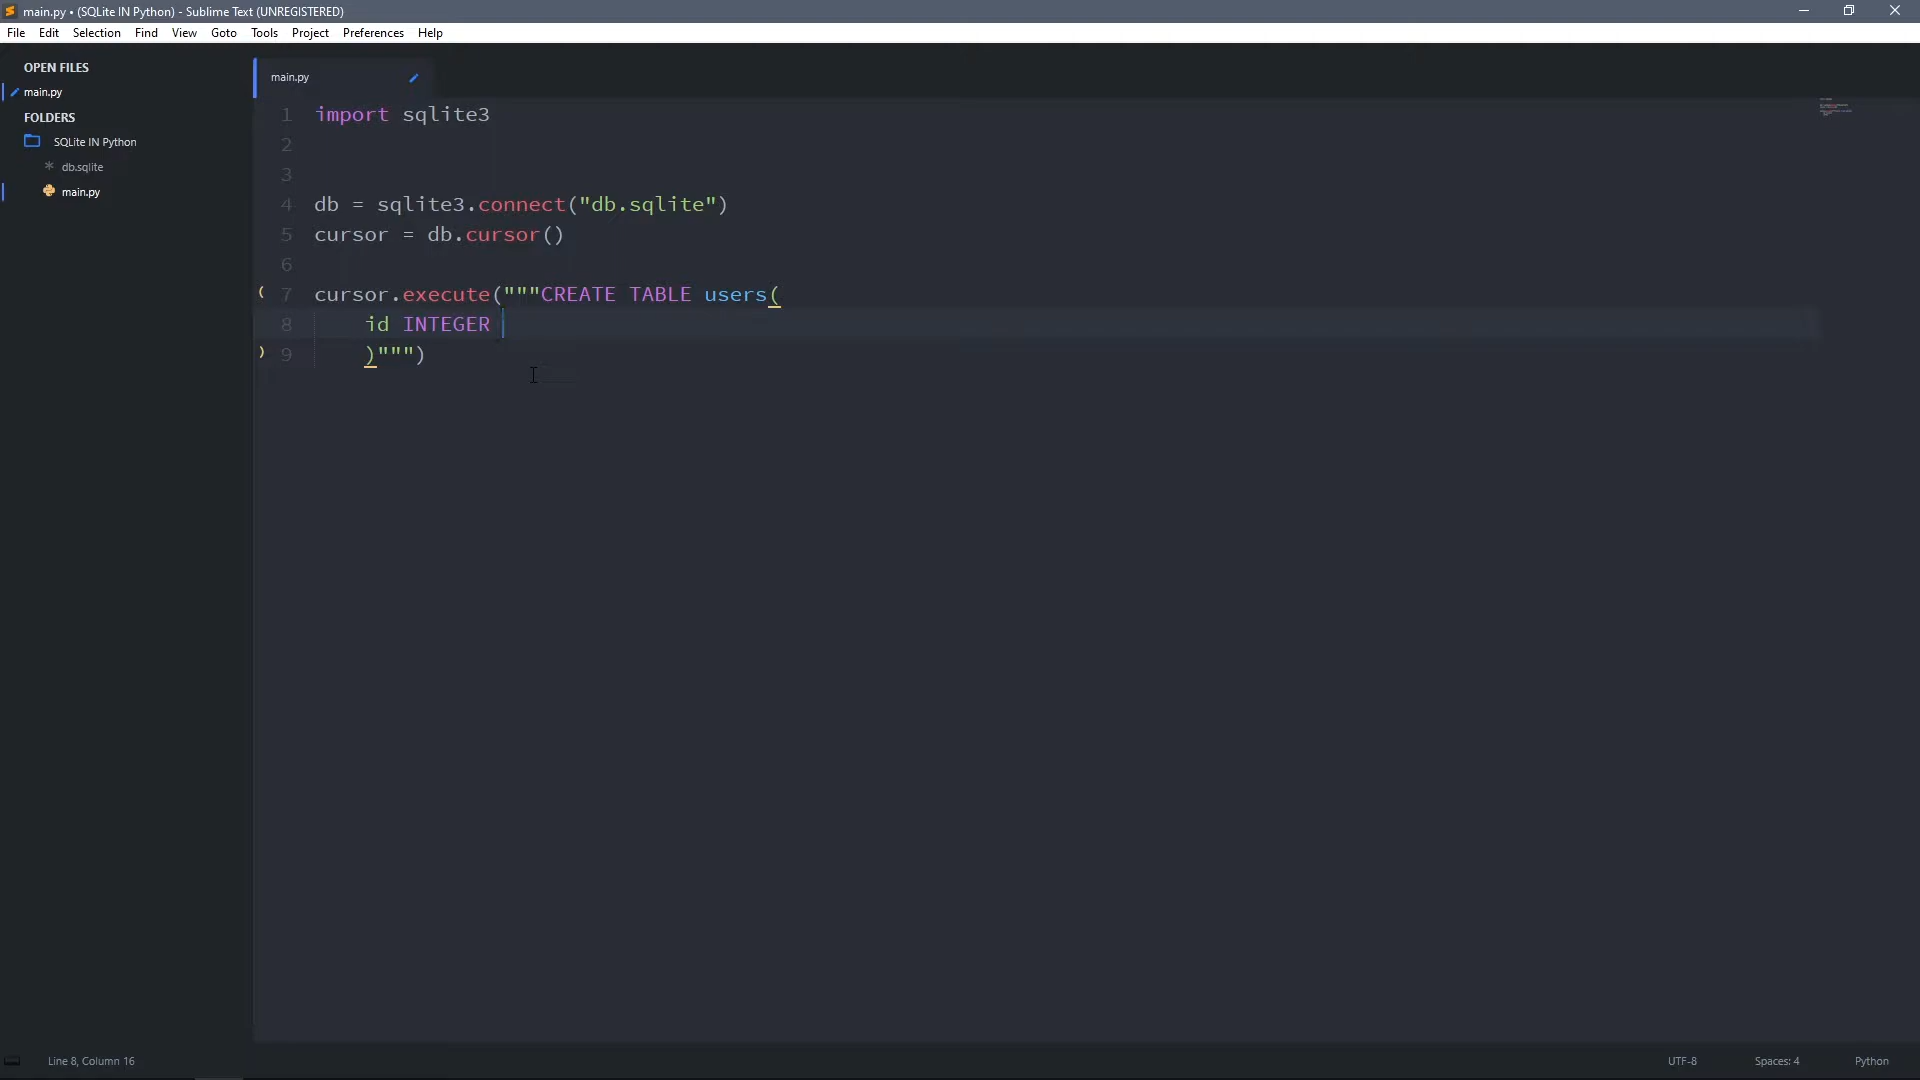 main.py • (SQLite IN Python) - Sublime Text (UNREGISTERED)
File Edit Selection Find View Goto Tools Project Preferences Help
OPEN FILES
main.py
FOLDERS
SQLite IN Python
db.sqlite
main.py
main.py
1 import sqlite3
2
3
4 db = sqlite3.connect("db.sqlite")
5 cursor = db.cursor()
6
7 cursor.execute("""CREATE TABLE users(
8 id INTEGER
9 )""")
Line 8, Column 16
UTF-8
Spaces: 4
Python